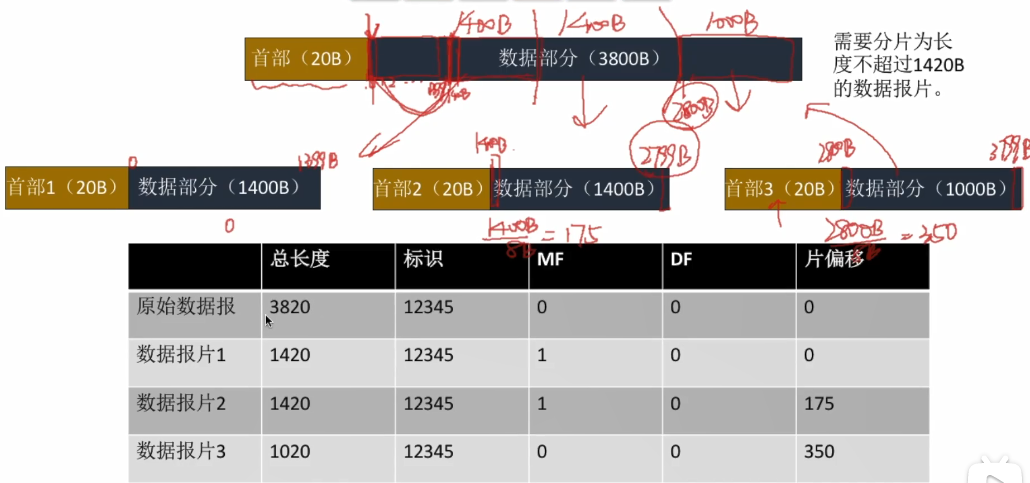 1400B 1400B 1000B
首部（20B） 数据部分（3800B）
需要分片为长
度不超过1420B
的数据报片。
2800B
1400B 2799B 2800B 3799B
0 1399B
首部1（20B） 数据部分（1400B） 首部2（20B） 数据部分（1400B） 首部3（20B） 数据部分（1000B）
0
1400B/8B = 175 2800B/8B = 350
总长度 标识 MF DF 片偏移
原始数据报 3820 12345 0 0 0
数据报片1 1420 12345 1 0 0
数据报片2 1420 12345 1 0 175
数据报片3 1020 12345 0 0 350